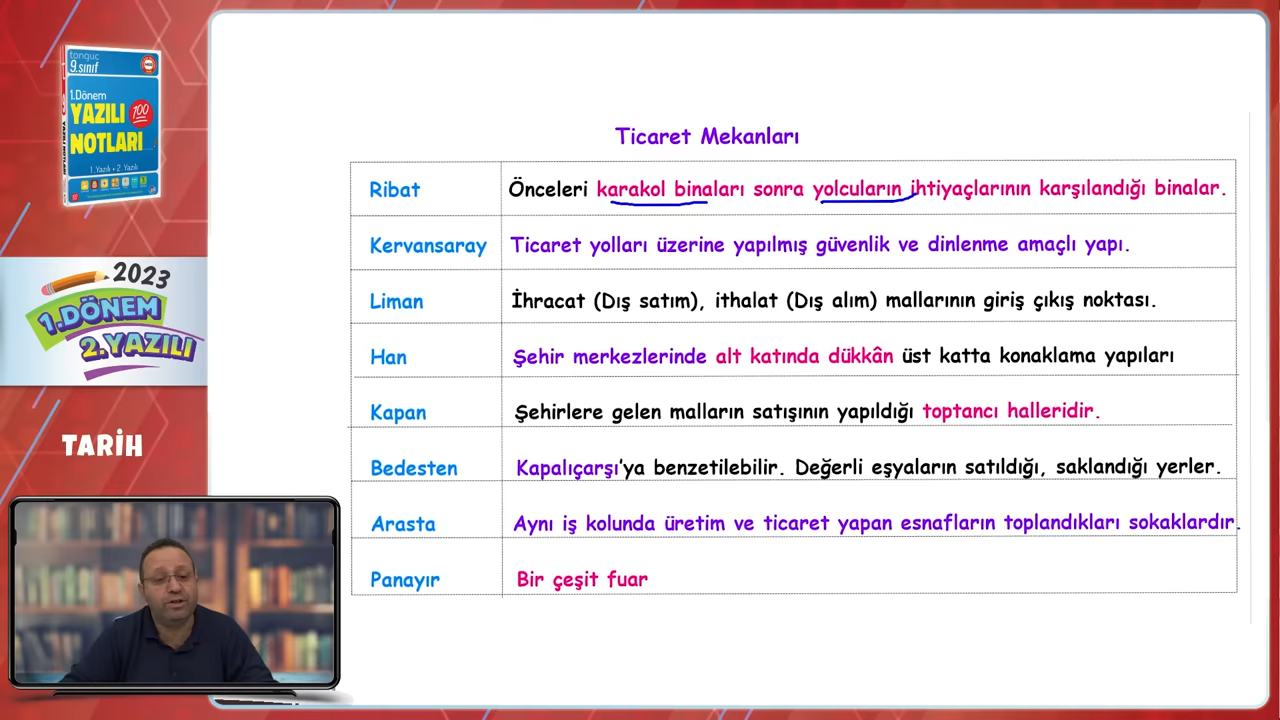 tonguç
9.sınıf
1.Dönem
YAZILI
100
NOTLARI
1.Yazılı • 2. Yazılı
YAZILI NOTLARI
2023
1.DÖNEM
2.YAZILI
TARİH
Ticaret Mekanları
Ribat Önceleri karakol binaları sonra yolcuların ihtiyaçlarının karşılandığı binalar.
Kervansaray Ticaret yolları üzerine yapılmış güvenlik ve dinlenme amaçlı yapı.
Liman İhracat (Dış satım), ithalat (Dış alım) mallarının giriş çıkış noktası.
Han Şehir merkezlerinde alt katında dükkân üst katta konaklama yapıları
Kapan Şehirlere gelen malların satışının yapıldığı toptancı halleridir.
Bedesten Kapalıçarşı'ya benzetilebilir. Değerli eşyaların satıldığı, saklandığı yerler.
Arasta Aynı iş kolunda üretim ve ticaret yapan esnafların toplandıkları sokaklardır.
Panayır Bir çeşit fuar